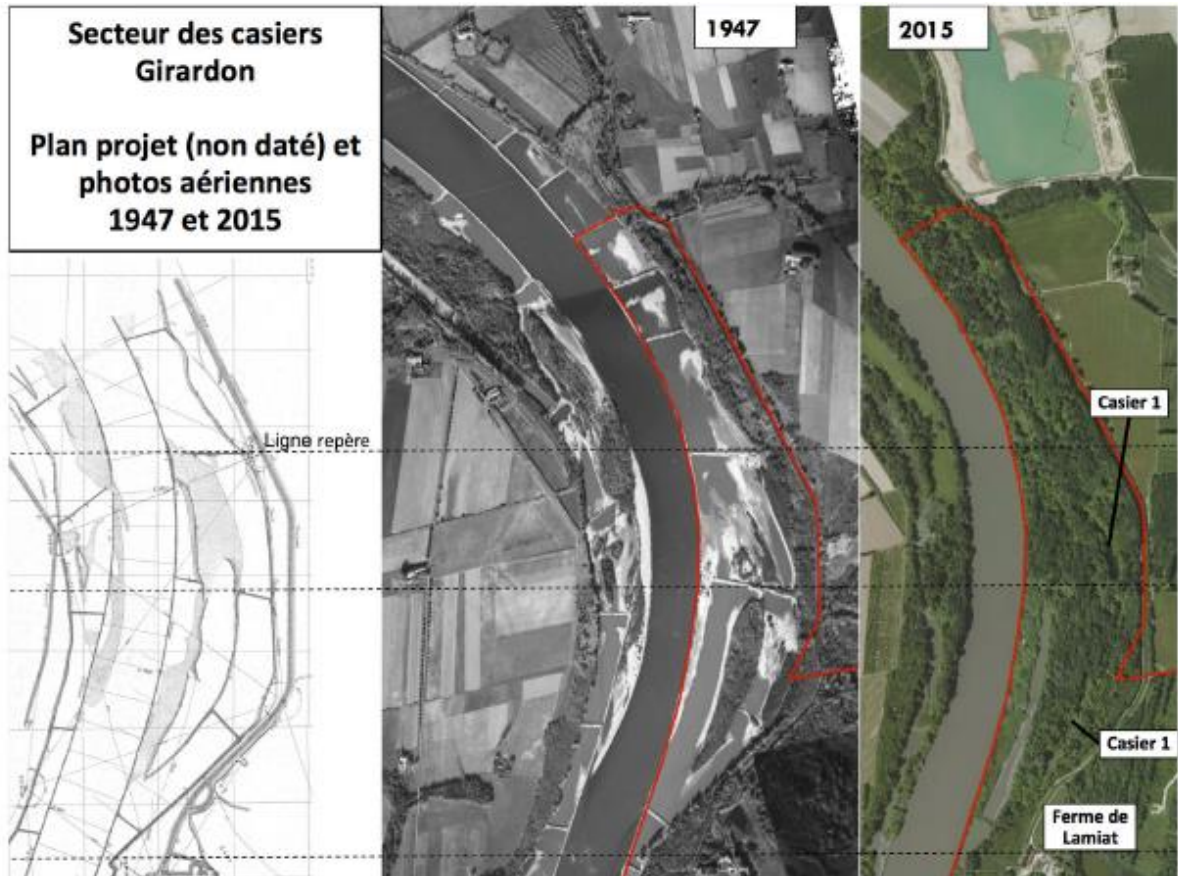 Secteur des casiers
Girardon
Plan projet (non daté) et
photos aériennes
1947 et 2015
1947
2015
Ligne repère
Casier 1
Casier 1
Ferme de
Lamiat